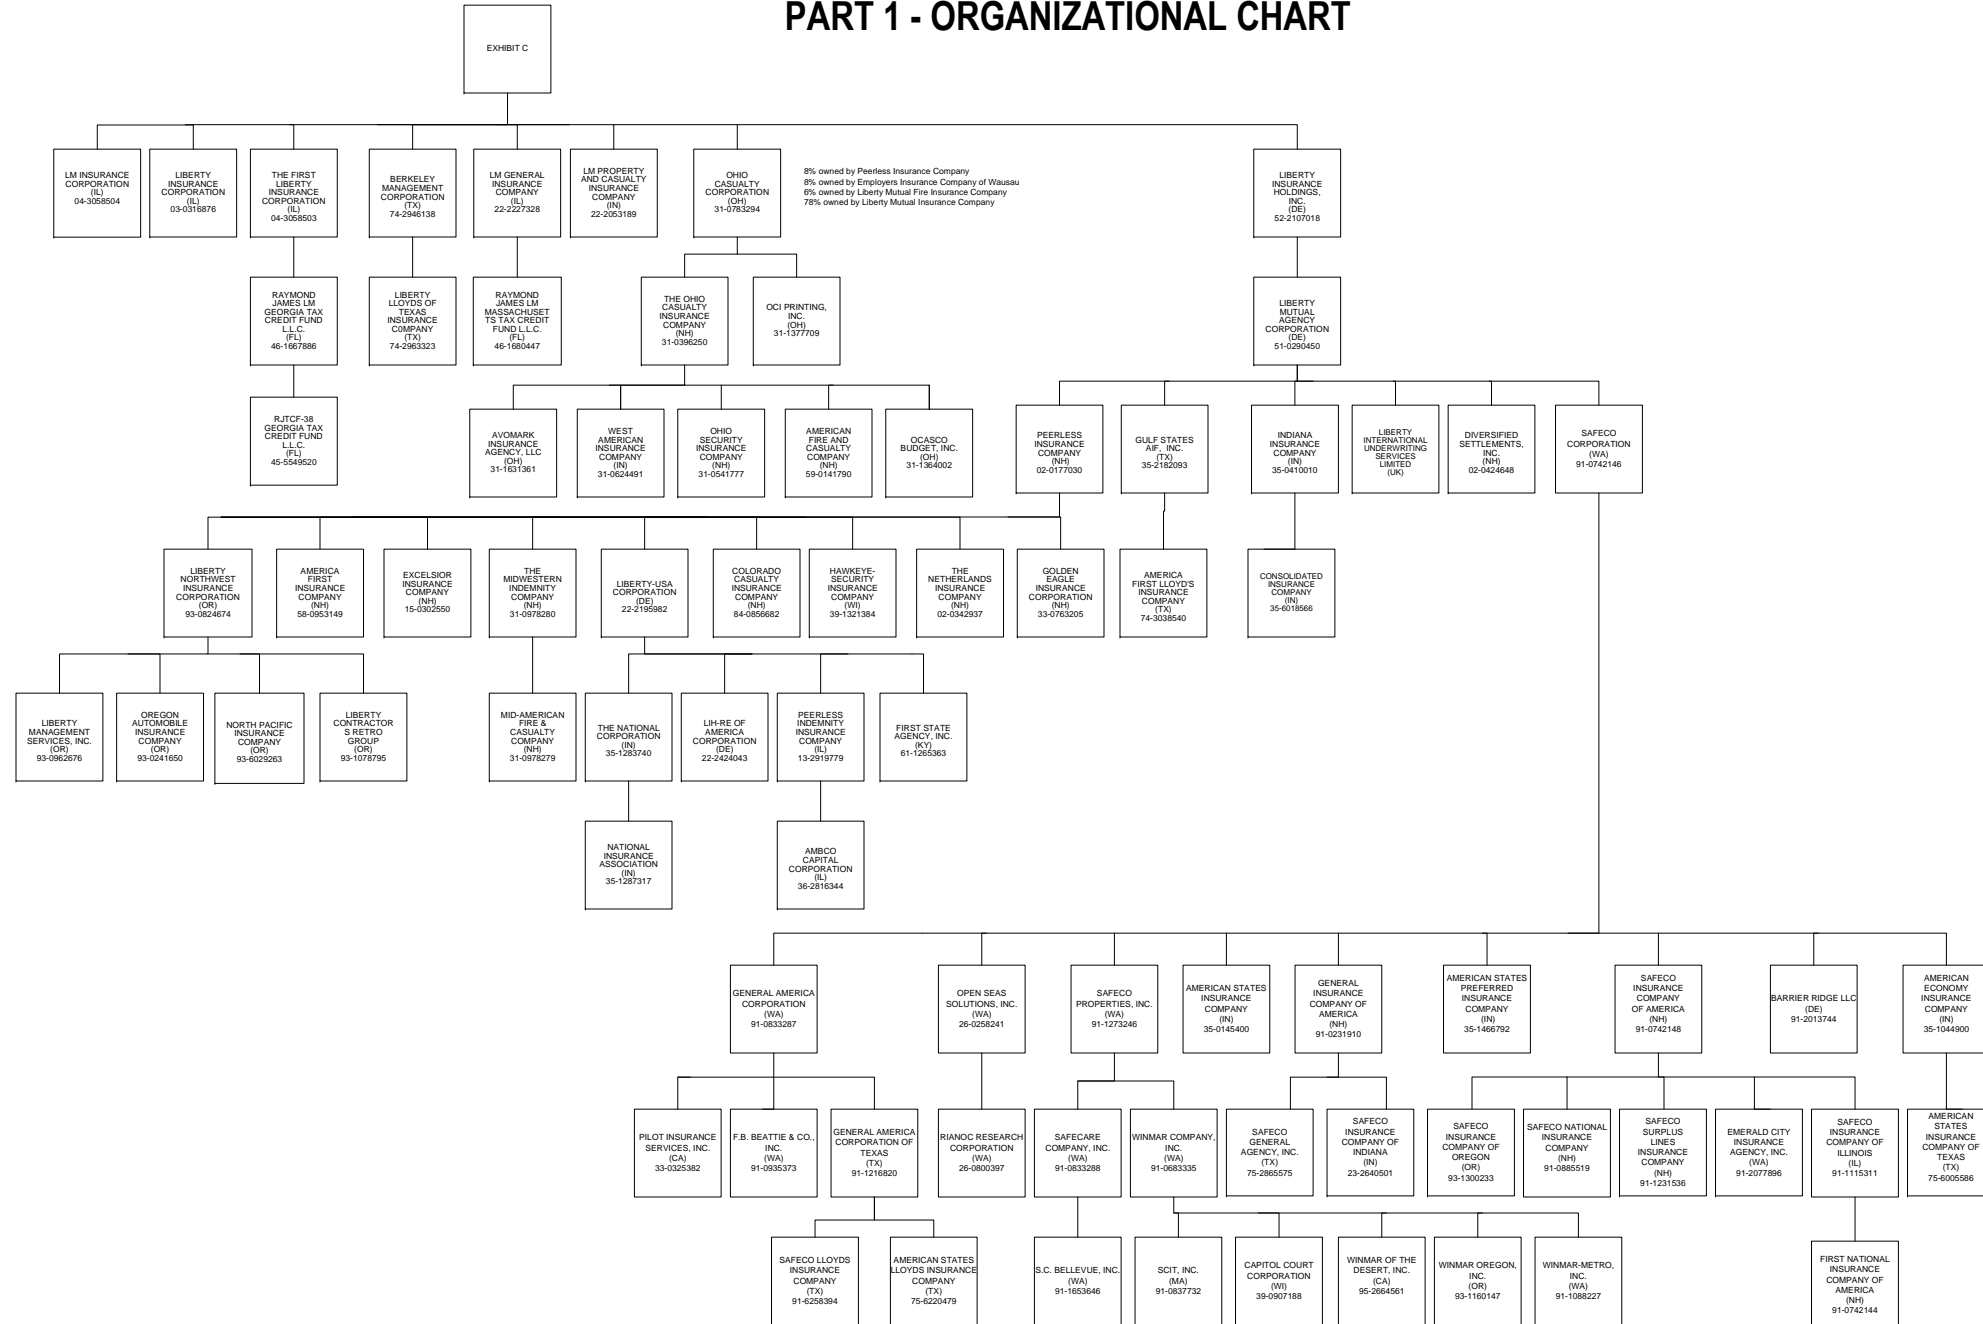 PART 1 - ORGANIZATIONAL CHART
EXHIBIT C
LM INSURANCE
CORPORATION
(IL)
04-3058504
LIBERTY
INSURANCE
CORPORATION
(IL)
03-0316876
THE FIRST
LIBERTY
INSURANCE
CORPORATION
(IL)
04-3058503
BERKELEY
MANAGEMENT
CORPORATION
(TX)
74-2946138
LM GENERAL
INSURANCE
COMPANY
(IL)
22-2227328
LM PROPERTY
AND CASUALTY
INSURANCE
COMPANY
(IN)
22-2053189
OHIO
CASUALTY
CORPORATION
(OH)
31-0783294
8% owned by Peerless Insurance Company
8% owned by Employers Insurance Company of Wausau
6% owned by Liberty Mutual Fire Insurance Company
78% owned by Liberty Mutual Insurance Company
LIBERTY
INSURANCE
HOLDINGS,
INC.
(DE)
52-2107018
RAYMOND
JAMES LM
GEORGIA TAX
CREDIT FUND
L.L.C.
(FL)
46-1667886
LIBERTY
LLOYDS OF
TEXAS
INSURANCE
C0MPANY
(TX)
74-2963323
RAYMOND
JAMES LM
MASSACHUSET
TS TAX CREDIT
FUND L.L.C.
(FL)
46-1680447
THE OHIO
CASUALTY
INSURANCE
COMPANY
(NH)
31-0396250
OCI PRINTING,
INC.
(OH)
31-1377709
LIBERTY
MUTUAL
AGENCY
CORPORATION
(DE)
51-0290450
RJTCF-38
GEORGIA TAX
CREDIT FUND
L.L.C.
(FL)
45-5549520
AVOMARK
INSURANCE
AGENCY, LLC
(OH)
31-1631361
WEST
AMERICAN
INSURANCE
COMPANY
(IN)
31-0624491
OHIO
SECURITY
INSURANCE
COMPANY
(NH)
31-0541777
AMERICAN
FIRE AND
CASUALTY
COMPANY
(NH)
59-0141790
OCASCO
BUDGET, INC.
(OH)
31-1364002
PEERLESS
INSURANCE
COMPANY
(NH)
02-0177030
GULF STATES
AIF, INC.
(TX)
35-2182093
INDIANA
INSURANCE
COMPANY
(IN)
35-0410010
LIBERTY
INTERNATIONAL
UNDERWRITING
SERVICES
LIMITED
(UK)
DIVERSIFIED
SETTLEMENTS,
INC.
(NH)
02-0424648
SAFECO
CORPORATION
(WA)
91-0742146
LIBERTY
NORTHWEST
INSURANCE
CORPORATION
(OR)
93-0824674
AMERICA
FIRST
INSURANCE
COMPANY
(NH)
58-0953149
EXCELSIOR
INSURANCE
COMPANY
(NH)
15-0302550
THE
MIDWESTERN
INDEMNITY
COMPANY
(NH)
31-0978280
LIBERTY-USA
CORPORATION
(DE)
22-2195982
COLORADO
CASUALTY
INSURANCE
COMPANY
(NH)
84-0856682
HAWKEYE-
SECURITY
INSURANCE
COMPANY
(WI)
39-1321384
THE
NETHERLANDS
INSURANCE
COMPANY
(NH)
02-0342937
GOLDEN
EAGLE
INSURANCE
CORPORATION
(NH)
33-0763205
AMERICA
FIRST LLOYD'S
INSURANCE
COMPANY
(TX)
74-3038540
CONSOLIDATED
INSURANCE
COMPANY
(IN)
35-6018566
LIBERTY
MANAGEMENT
SERVICES, INC.
(OR)
93-0962676
OREGON
AUTOMOBILE
INSURANCE
COMPANY
(OR)
93-0241650
NORTH PACIFIC
INSURANCE
COMPANY
(OR)
93-6029263
LIBERTY
CONTRACTOR
S RETRO
GROUP
(OR)
93-1078795
MID-AMERICAN
FIRE &
CASUALTY
COMPANY
(NH)
31-0978279
THE NATIONAL
CORPORATION
(IN)
35-1283740
LIH-RE OF
AMERICA
CORPORATION
(DE)
22-2424043
PEERLESS
INDEMNITY
INSURANCE
COMPANY
(IL)
13-2919779
FIRST STATE
AGENCY, INC.
(KY)
61-1265363
NATIONAL
INSURANCE
ASSOCIATION
(IN)
35-1287317
AMBCO
CAPITAL
CORPORATION
(IL)
36-2816344
GENERAL AMERICA
CORPORATION
(WA)
91-0833287
OPEN SEAS
SOLUTIONS, INC.
(WA)
26-0258241
SAFECO
PROPERTIES, INC.
(WA)
91-1273246
AMERICAN STATES
INSURANCE
COMPANY
(IN)
35-0145400
GENERAL
INSURANCE
COMPANY OF
AMERICA
(NH)
91-0231910
AMERICAN STATES
PREFERRED
INSURANCE
COMPANY
(IN)
35-1466792
SAFECO
INSURANCE
COMPANY
OF AMERICA
(NH)
91-0742148
BARRIER RIDGE LLC
(DE)
91-2013744
AMERICAN
ECONOMY
INSURANCE
COMPANY
(IN)
35-1044900
PILOT INSURANCE
SERVICES, INC.
(CA)
33-0325382
F.B. BEATTIE & CO.,
INC.
(WA)
91-0935373
GENERAL AMERICA
CORPORATION OF
TEXAS
(TX)
91-1216820
RIANOC RESEARCH
CORPORATION
(WA)
26-0800397
SAFECARE
COMPANY, INC.
(WA)
91-0833288
WINMAR COMPANY,
INC.
(WA)
91-0683335
SAFECO
GENERAL
AGENCY, INC.
(TX)
75-2865575
SAFECO
INSURANCE
COMPANY OF
INDIANA
(IN)
23-2640501
SAFECO
INSURANCE
COMPANY OF
OREGON
(OR)
93-1300233
SAFECO NATIONAL
INSURANCE
COMPANY
(NH)
91-0885519
SAFECO
SURPLUS
LINES
INSURANCE
COMPANY
(NH)
91-1231536
EMERALD CITY
INSURANCE
AGENCY, INC.
(WA)
91-2077896
SAFECO
INSURANCE
COMPANY OF
ILLINOIS
(IL)
91-1115311
AMERICAN
STATES
INSURANCE
COMPANY OF
TEXAS
(TX)
75-6005586
SAFECO LLOYDS
INSURANCE
COMPANY
(TX)
91-6258394
AMERICAN STATES
LLOYDS INSURANCE
COMPANY
(TX)
75-6220479
S.C. BELLEVUE, INC.
(WA)
91-1653646
SCIT, INC.
(MA)
91-0837732
CAPITOL COURT
CORPORATION
(WI)
39-0907188
WINMAR OF THE
DESERT, INC.
(CA)
95-2664561
WINMAR OREGON,
INC.
(OR)
93-1160147
WINMAR-METRO,
INC.
(WA)
91-1088227
FIRST NATIONAL
INSURANCE
COMPANY OF
AMERICA
(NH)
91-0742144